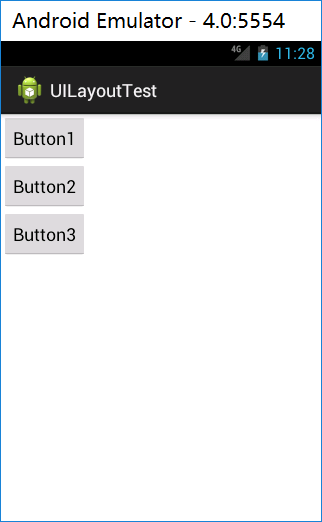 Android Emulator - 4.0:5554
4G 11:28
UILayoutTest
Button1
Button2
Button3